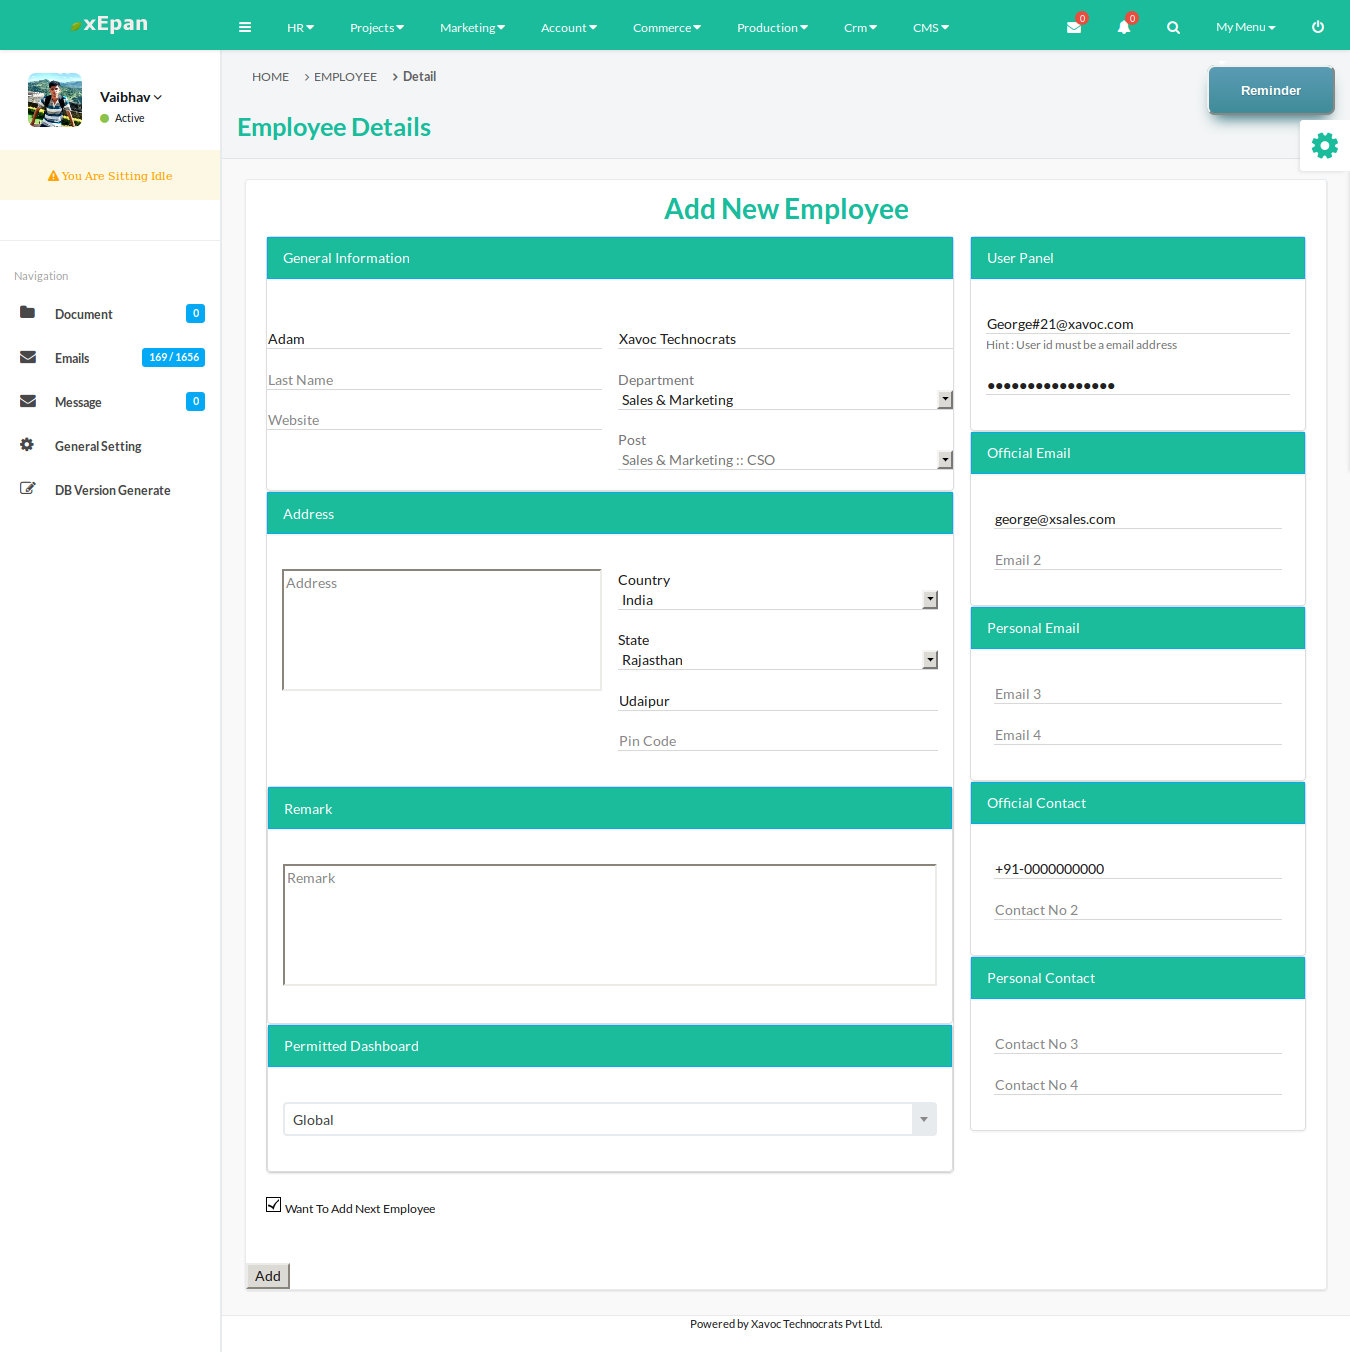 xEpan
HR Projects Marketing Account Commerce Production Crm CMS 0 0 My Menu
Vaibhav
Active
You Are Sitting Idle
Navigation
Document 0
Emails 169 / 1656
Message 0
General Setting
DB Version Generate
HOME > EMPLOYEE > Detail
Reminder
Employee Details
Add New Employee
General Information
Adam
Xavoc Technocrats
Last Name
Department
Sales & Marketing
Website
Post
Sales & Marketing :: CSO
Address
Address
Country
India
State
Rajasthan
Udaipur
Pin Code
Remark
Remark
Permitted Dashboard
Global
Want To Add Next Employee
Add
User Panel
George#21@xavoc.com
Hint : User id must be a email address
••••••••••••••••
Official Email
george@xsales.com
Email 2
Personal Email
Email 3
Email 4
Official Contact
+91-0000000000
Contact No 2
Personal Contact
Contact No 3
Contact No 4
Powered by Xavoc Technocrats Pvt Ltd.